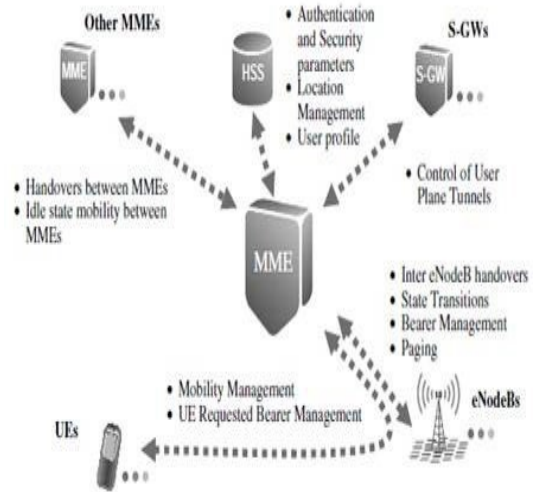 Other MMEs
MME
HSS
• Authentication
and Security
parameters
• Location
Management
• User profile
S-GWs
S-GW
• Handovers between MMEs
• Idle state mobility between
MMEs
• Control of User
Plane Tunnels
MME
• Inter eNodeB handovers
• State Transitions
• Bearer Management
• Paging
• Mobility Management
• UE Requested Bearer Management
UEs
eNodeBs